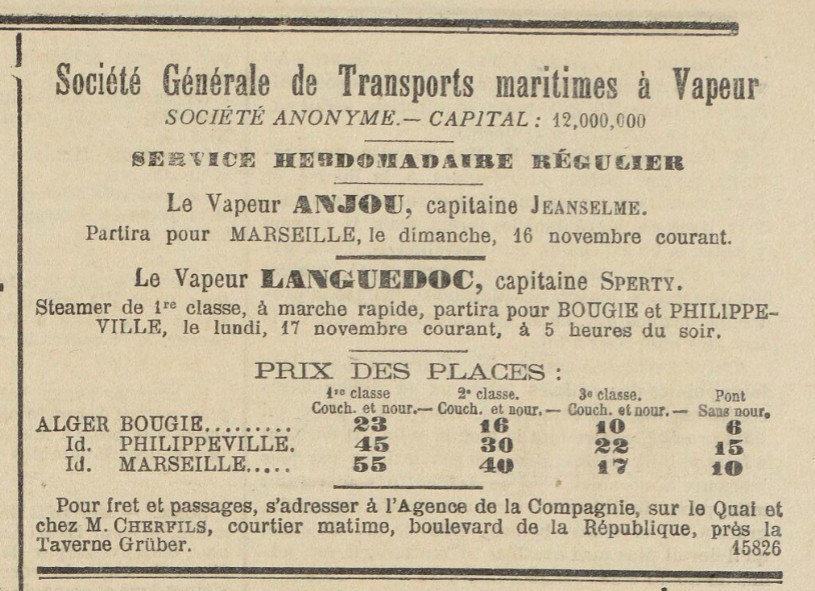 Société Générale de Transports maritimes à Vapeur
SOCIÉTÉ ANONYME.— CAPITAL : 12,000,000
SERVICE HEBDOMADAIRE RÉGULIER
Le Vapeur ANJOU, capitaine JEANSELME.
Partira pour MARSEILLE, le dimanche, 16 novembre courant.
Le Vapeur LANGUEDOC, capitaine SPERTY.
Steamer de 1re classe, à marche rapide, partira pour BOUGIE et PHILIPPE-
VILLE, le lundi, 17 novembre courant, à 5 heures du soir.
PRIX DES PLACES :
1re classe 2e classe. 3e classe. Pont
Couch. et nour.— Couch. et nour. — Couch. et nour. — Sans nour.
ALGER BOUGIE......... 23 16 10 6
Id. PHILIPPEVILLE. 45 30 22 15
Id. MARSEILLE..... 55 40 17 10
Pour fret et passages, s'adresser à l'Agence de la Compagnie, sur le Quai et
chez M. CHERFILS, courtier matime, boulevard de la République, près la
Taverne Grüber. 15826